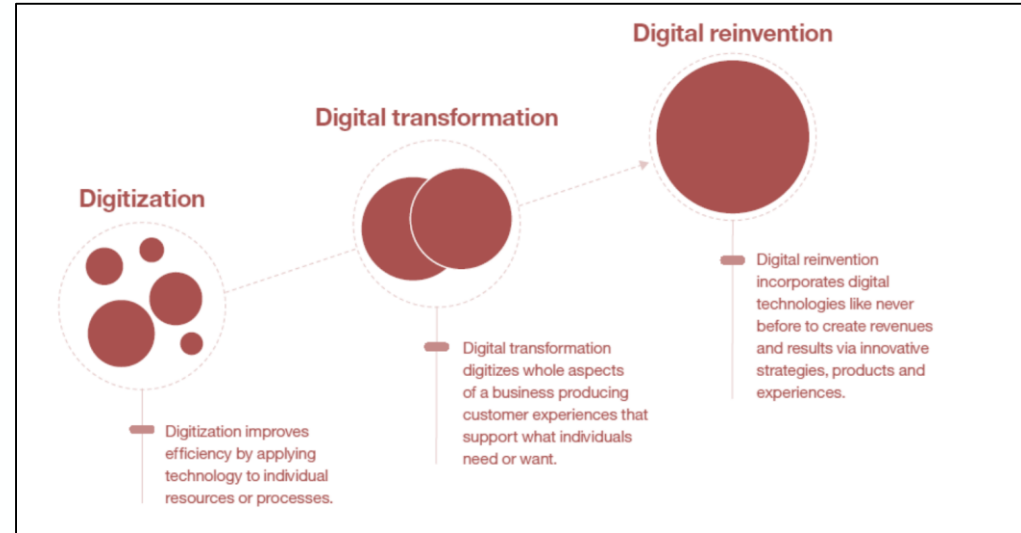 Digitization
Digitization improves
efficiency by applying
technology to individual
resources or processes.
Digital transformation
Digital transformation
digitizes whole aspects
of a business producing
customer experiences that
support what individuals
need or want.
Digital reinvention
Digital reinvention
incorporates digital
technologies like never
before to create revenues
and results via innovative
strategies, products and
experiences.